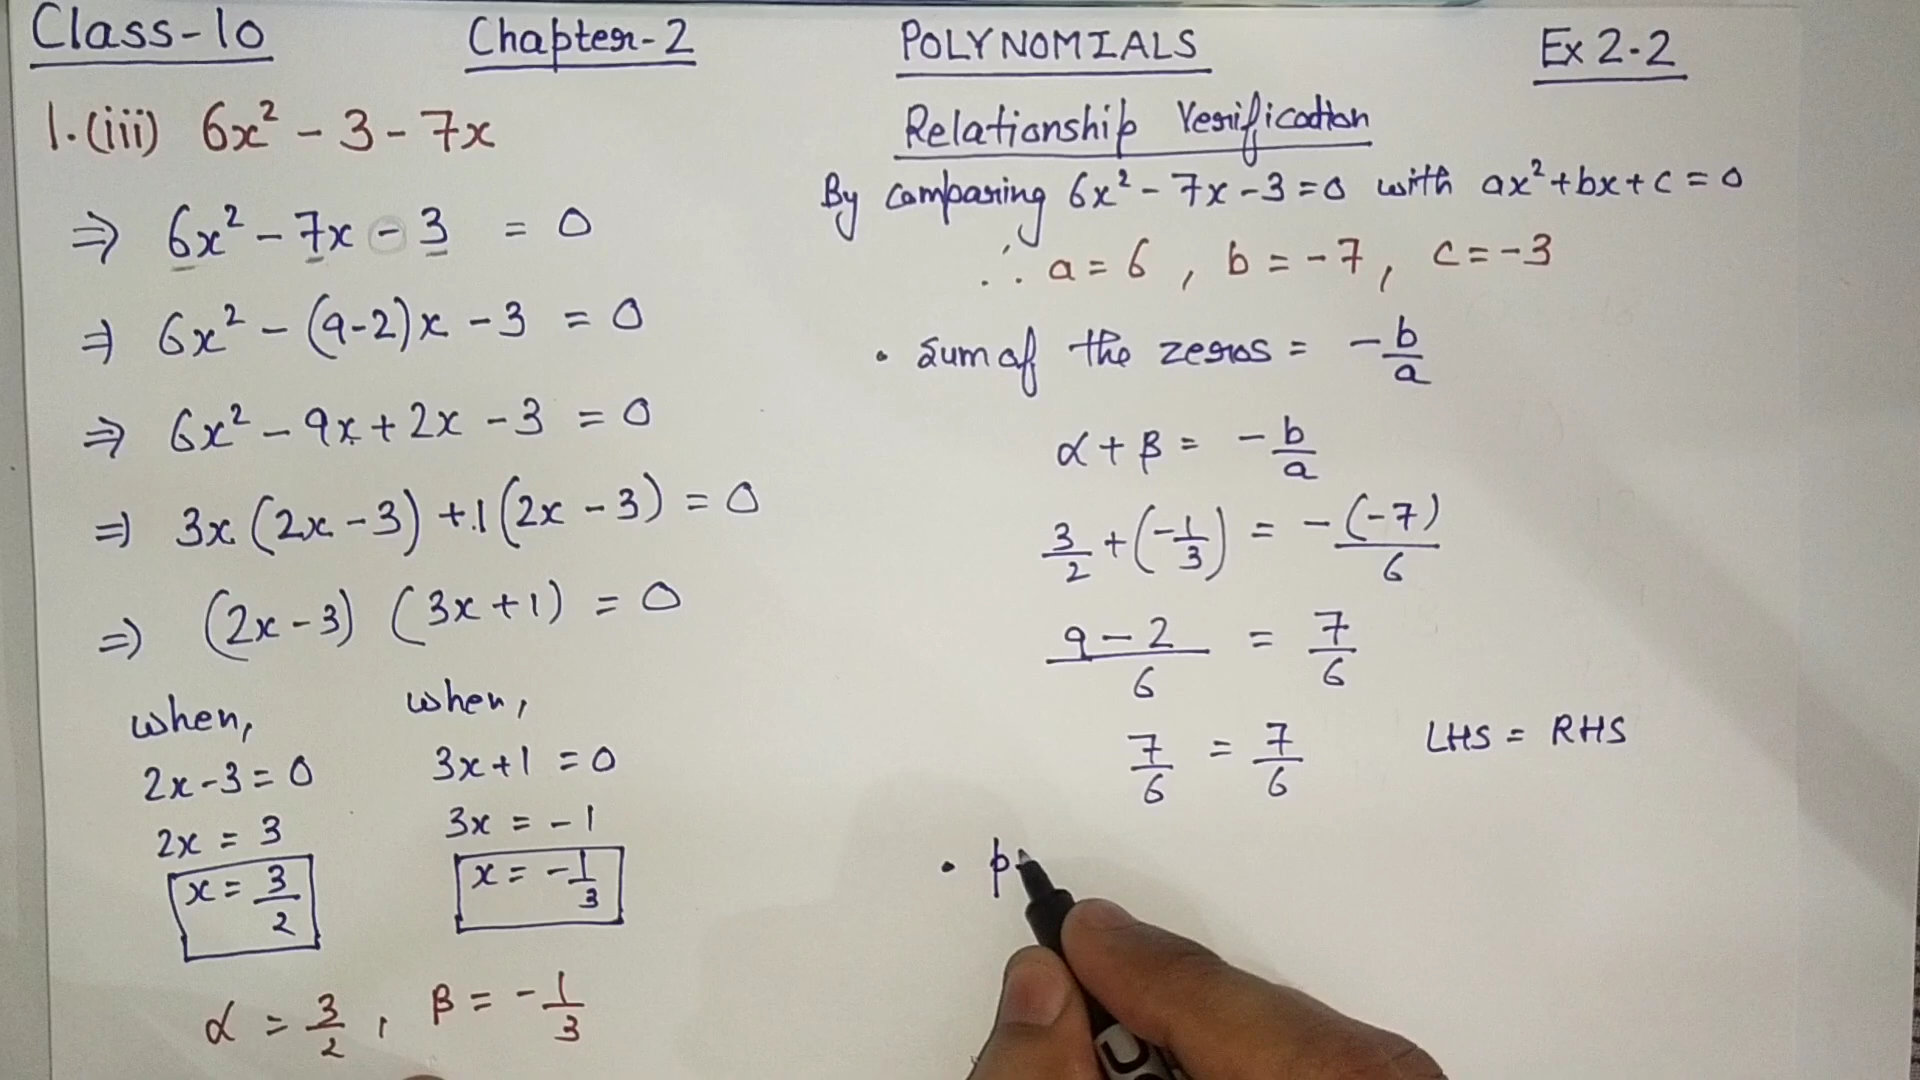 Class-10 Chapter-2 POLYNOMIALS Ex 2.2
1.(iii) 6x² - 3 - 7x
⇒ 6x² - 7x - 3 = 0
⇒ 6x² - (9-2)x - 3 = 0
⇒ 6x² - 9x + 2x - 3 = 0
⇒ 3x(2x - 3) + 1(2x - 3) = 0
⇒ (2x - 3) (3x + 1) = 0
when,
2x - 3 = 0
2x = 3
x = 3/2
when,
3x + 1 = 0
3x = -1
x = -1/3
α = 3/2, β = -1/3
Relationship Verification
By comparing 6x² - 7x - 3 = 0 with ax² + bx + c = 0
∴ a = 6, b = -7, c = -3
• Sum of the zeros = -b/a
α + β = -b/a
3/2 + (-1/3) = -(-7)/6
9 - 2/6 = 7/6
7/6 = 7/6 LHS = RHS
• p